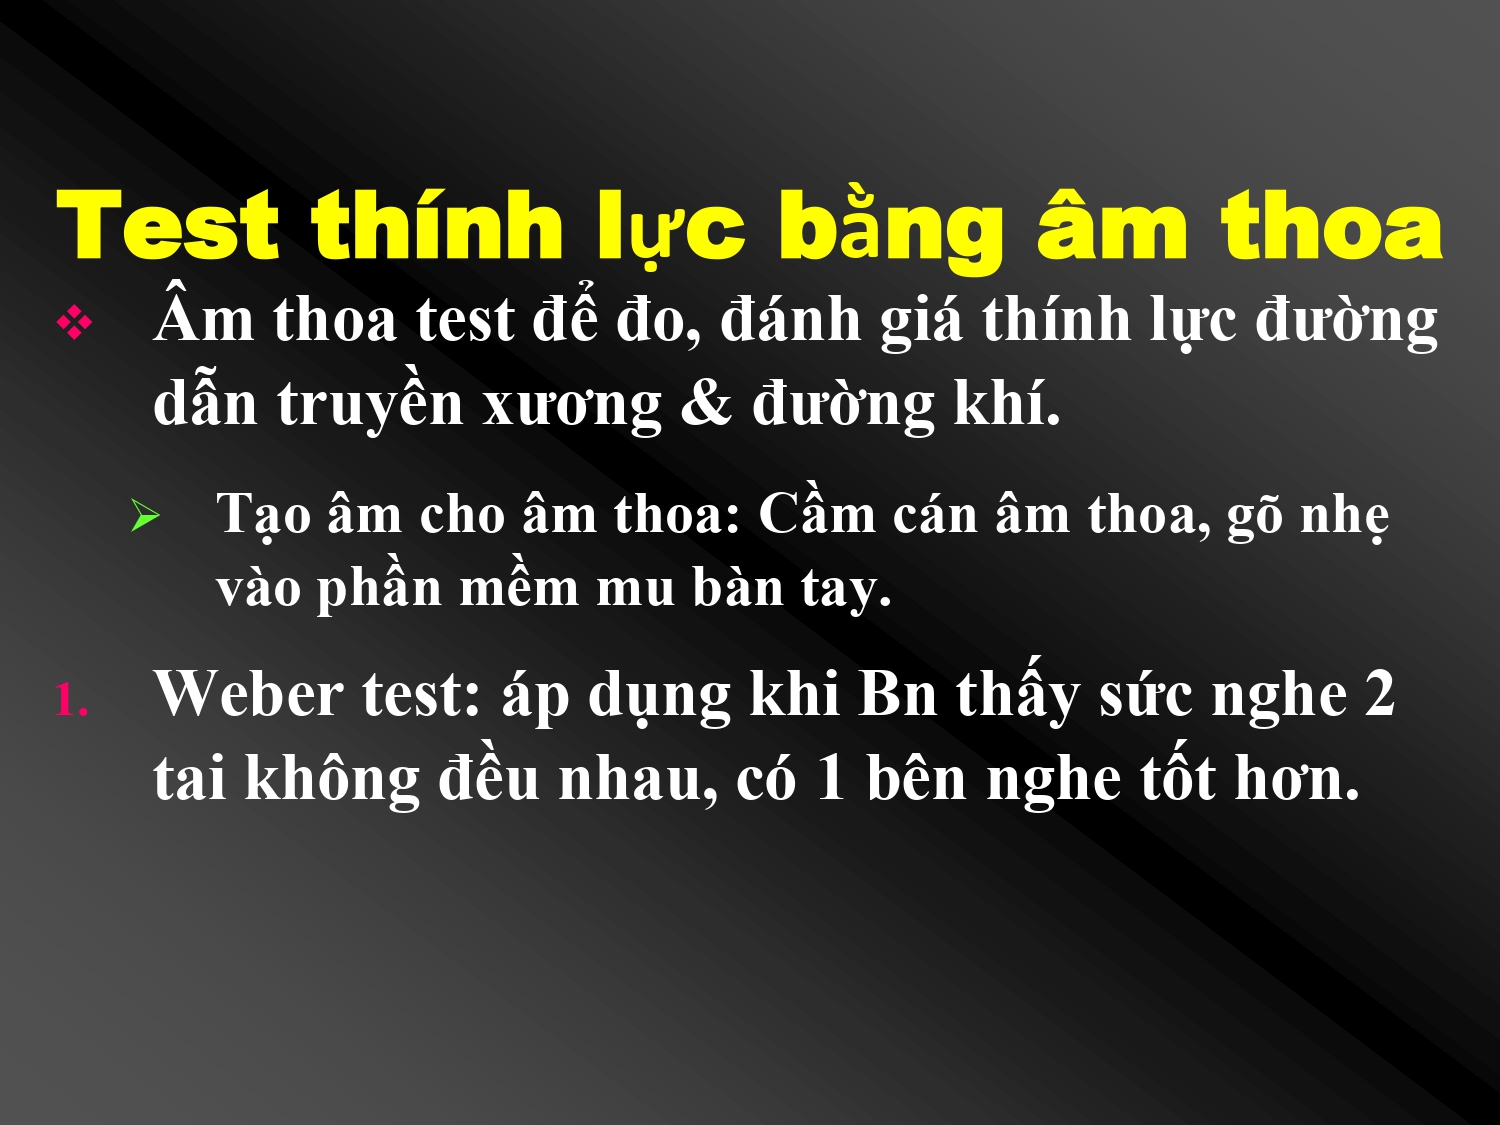 Test thính lực bằng âm thoa
Âm thoa test để đo, đánh giá thính lực đường
dẫn truyền xương & đường khí.
Tạo âm cho âm thoa: Cầm cán âm thoa, gõ nhẹ
vào phần mềm mu bàn tay.
1. Weber test: áp dụng khi Bn thấy sức nghe 2
tai không đều nhau, có 1 bên nghe tốt hơn.